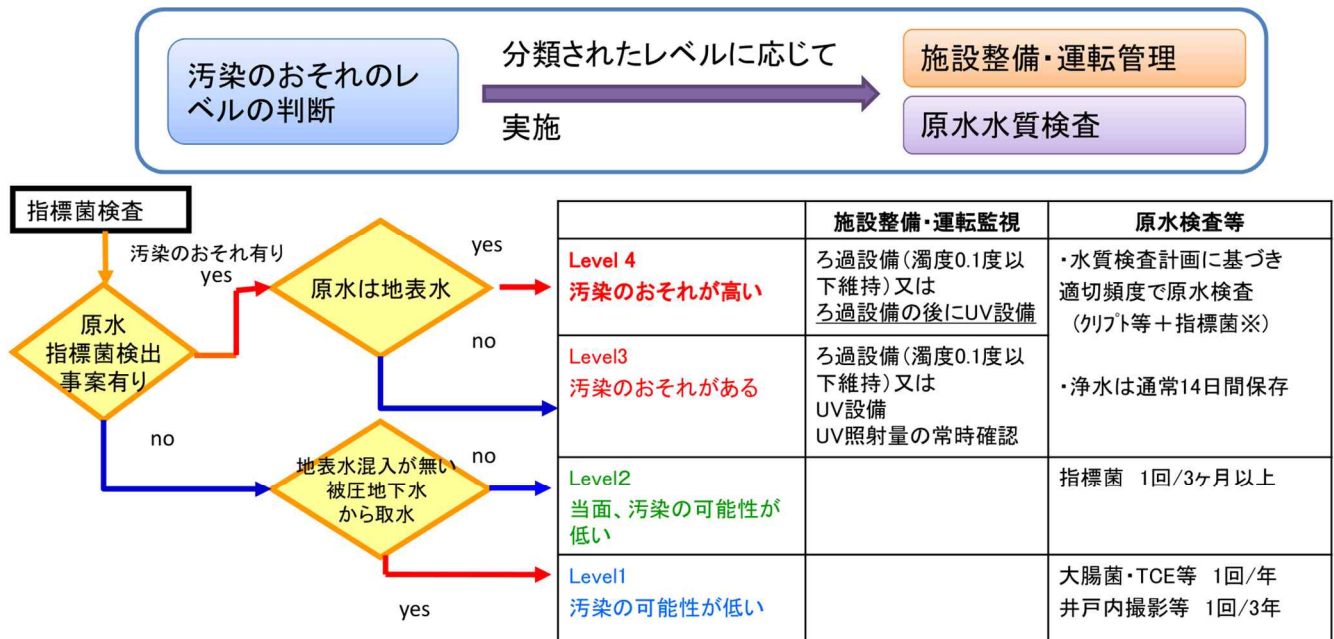 汚染のおそれのレ
ベルの判断
分類されたレベルに応じて
実施
施設整備・運転管理
原水水質検査
指標菌検査
汚染のおそれ有り
yes
原水
指標菌検出
事案有り
no
原水は地表水
yes
no
地表水混入が無い
被圧地下水
から取水
no
yes
施設整備・運転監視
原水検査等
Level 4
汚染のおそれが高い
ろ過設備(濁度0.1度以
下維持)又は
ろ過設備の後にUV設備
・水質検査計画に基づき
適切頻度で原水検査
(クリプト等+指標菌※)
・浄水は通常14日間保存
Level3
汚染のおそれがある
ろ過設備(濁度0.1度以
下維持)又は
UV設備
UV照射量の常時確認
Level2
当面、汚染の可能性が
低い
指標菌 1回/3ヶ月以上
Level1
汚染の可能性が低い
大腸菌・TCE等 1回/年
井戸内撮影等 1回/3年